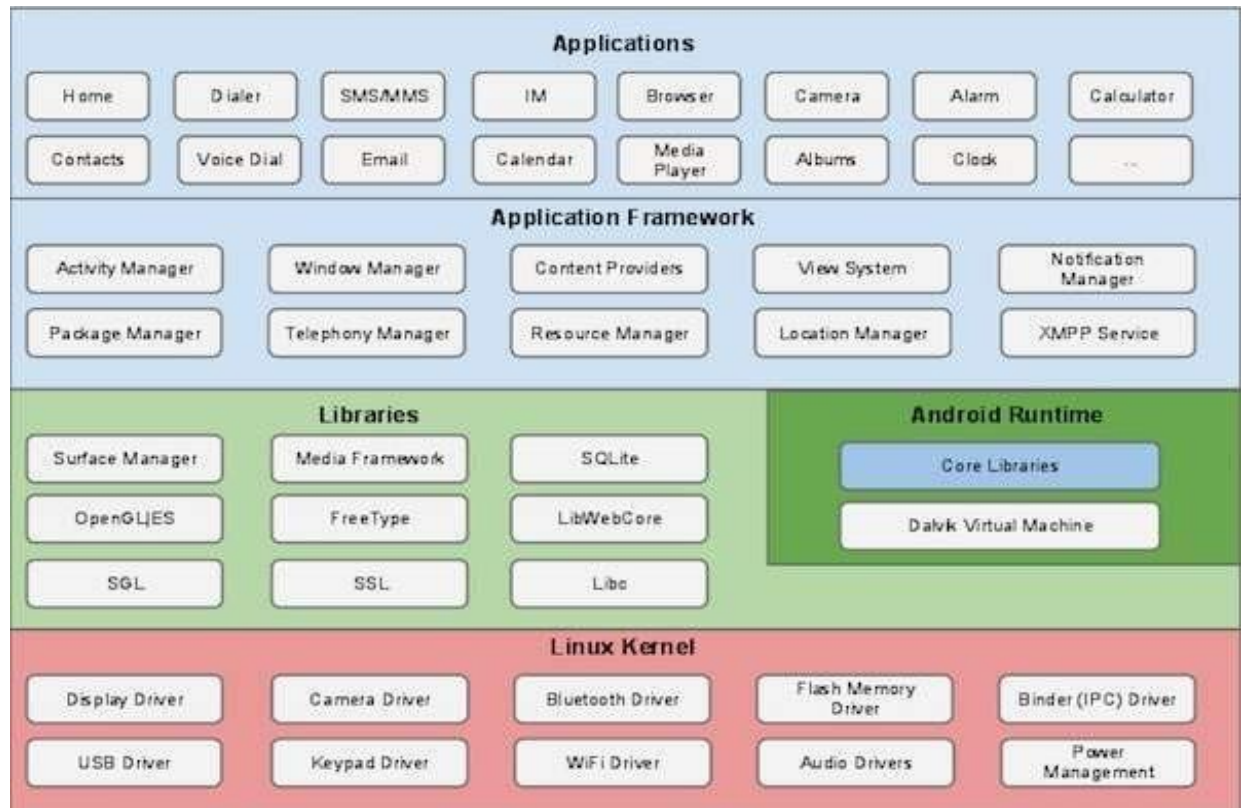 Applications
Home
Dialer
SMS/MMS
IM
Browser
Camera
Alarm
Calculator
Contacts
Voice Dial
Email
Calendar
Media
Player
Albums
Clock
...
Application Framework
Activity Manager
Window Manager
Content Providers
View System
Notification
Manager
Package Manager
Telephony Manager
Resource Manager
Location Manager
XMPP Service
Libraries
Surface Manager
Media Framework
SQLite
OpenGL|ES
FreeType
LibWebCore
SGL
SSL
Libc
Android Runtime
Core Libraries
Dalvik Virtual Machine
Linux Kernel
Display Driver
Camera Driver
Bluetooth Driver
Flash Memory
Driver
Binder (IPC) Driver
USB Driver
Keypad Driver
WiFi Driver
Audio Drivers
Power
Management